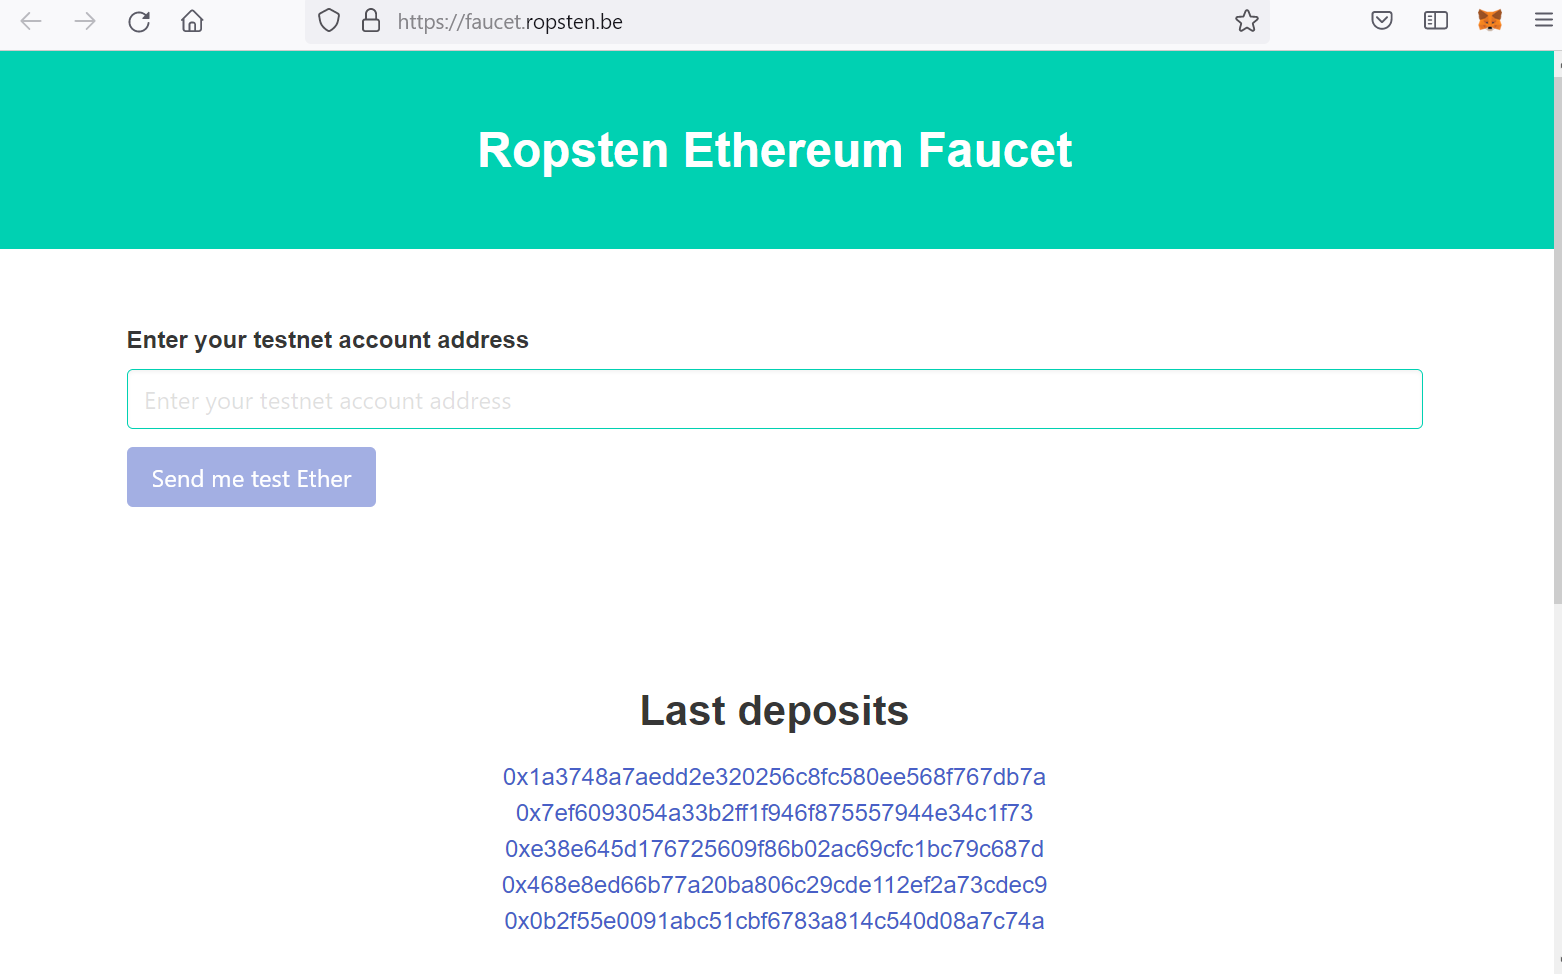 https://faucet.ropsten.be
Ropsten Ethereum Faucet
Enter your testnet account address
Enter your testnet account address
Send me test Ether
Last deposits
0x1a3748a7aedd2e320256c8fc580ee568f767db7a
0x7ef6093054a33b2ff1f946f875557944e34c1f73
0xe38e645d176725609f86b02ac69cfc1bc79c687d
0x468e8ed66b77a20ba806c29cde112ef2a73cdec9
0x0b2f55e0091abc51cbf6783a814c540d08a7c74a